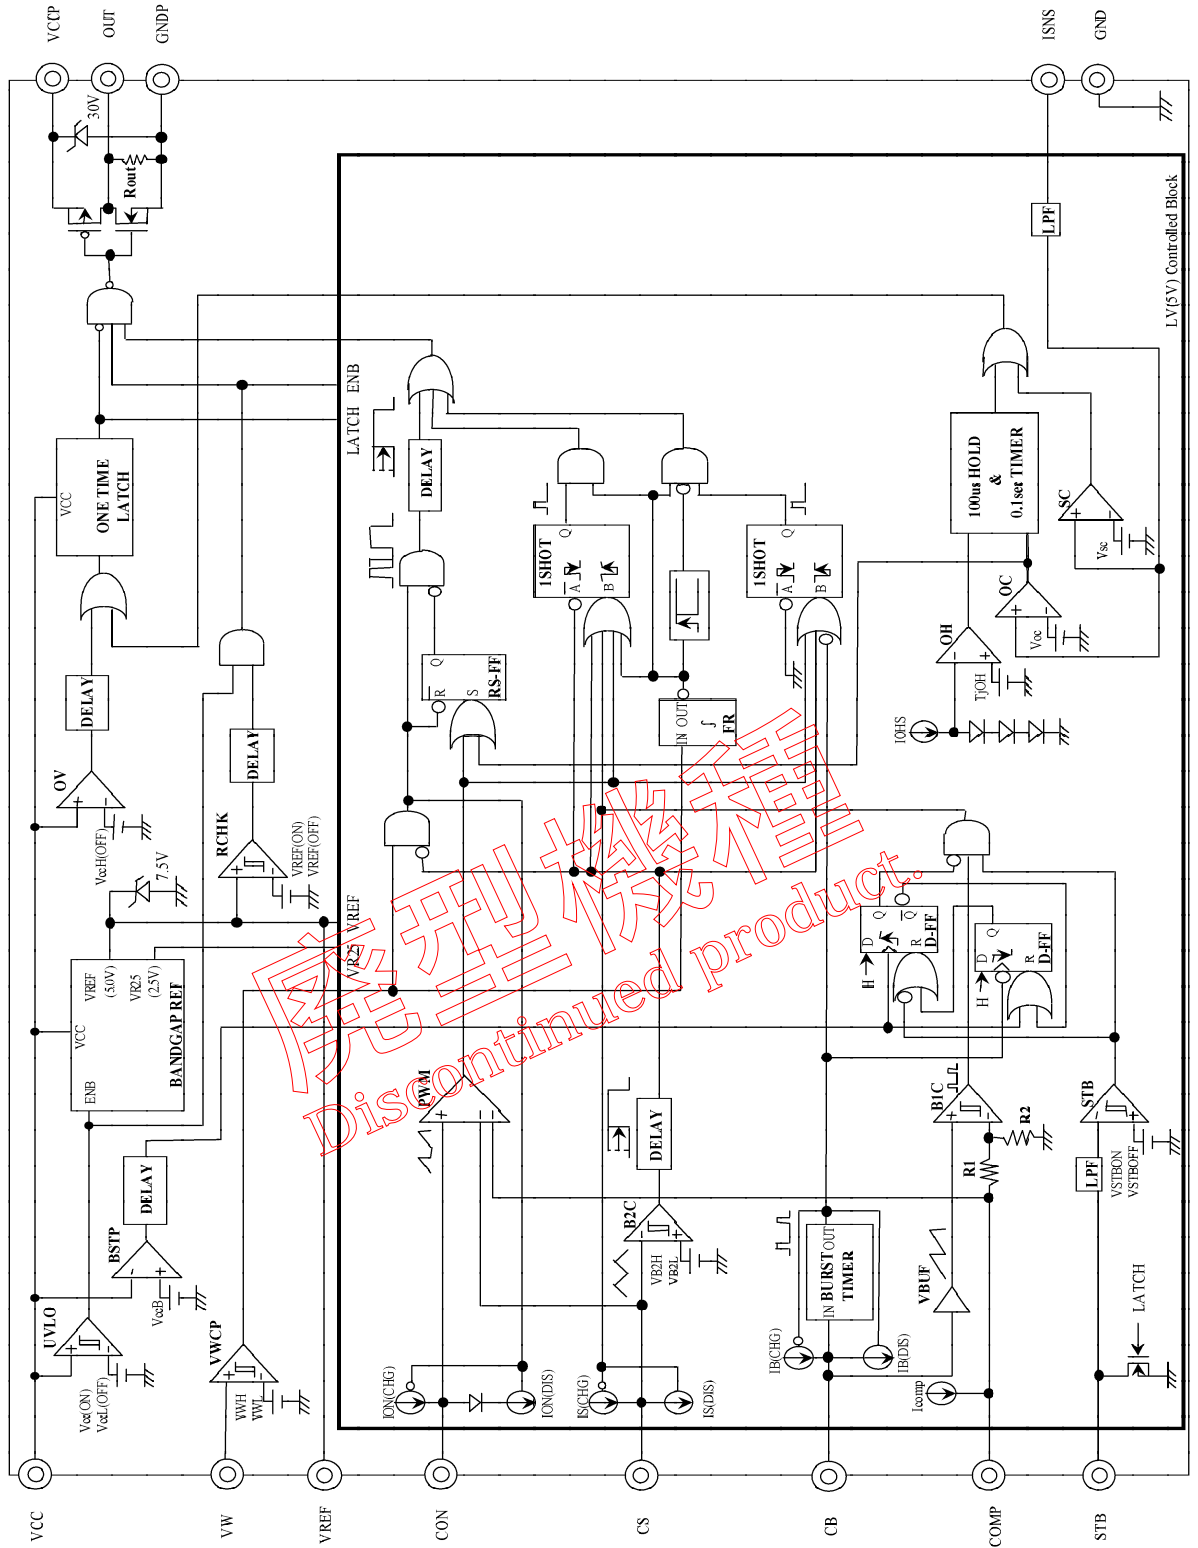 VCCP
OUT
GNDP
ISNS
GND
30V
Rout
LPF
LV(5V) Controlled Block
LATCH
ENB
VCC
ONE TIME
LATCH
DELAY
100us HOLD
&
0.1set TIMER
SC
Vsc
1SHOT
Q
A
B
1SHOT
Q
A
B
OC
Voc
OH
TjOH
IOHS
DELAY
Q
R
S
RS-FF
IN OUT
∫
FR
OV
VccH(OFF)
DELAY
RCHK
VREF(ON)
VREF(OFF)
7.5V
VREF
VR25
廃型機種
Discontinued product.
VREF
(5.0V)
VR25
(2.5V)
VCC
ENB
BANDGAP REF
H
D
Q
Q
R
D-FF
H
D
Q
R
D-FF
PWM
DELAY
B1C
R1
R2
STB
LPF
VSTBON
VSTBOFF
DELAY
BSTP
VccB
UVLO
Vcc(ON)
VccL(OFF)
VWCP
VWH
VWL
B2C
VB2H
VB2L
IN
BURST
TIMER
OUT
VBUF
LATCH
ION(CHG)
ION(DIS)
IS(CHG)
IS(DIS)
IB(CHG)
IB(DIS)
Icomp
VCC
VW
VREF
CON
CS
CB
COMP
STB